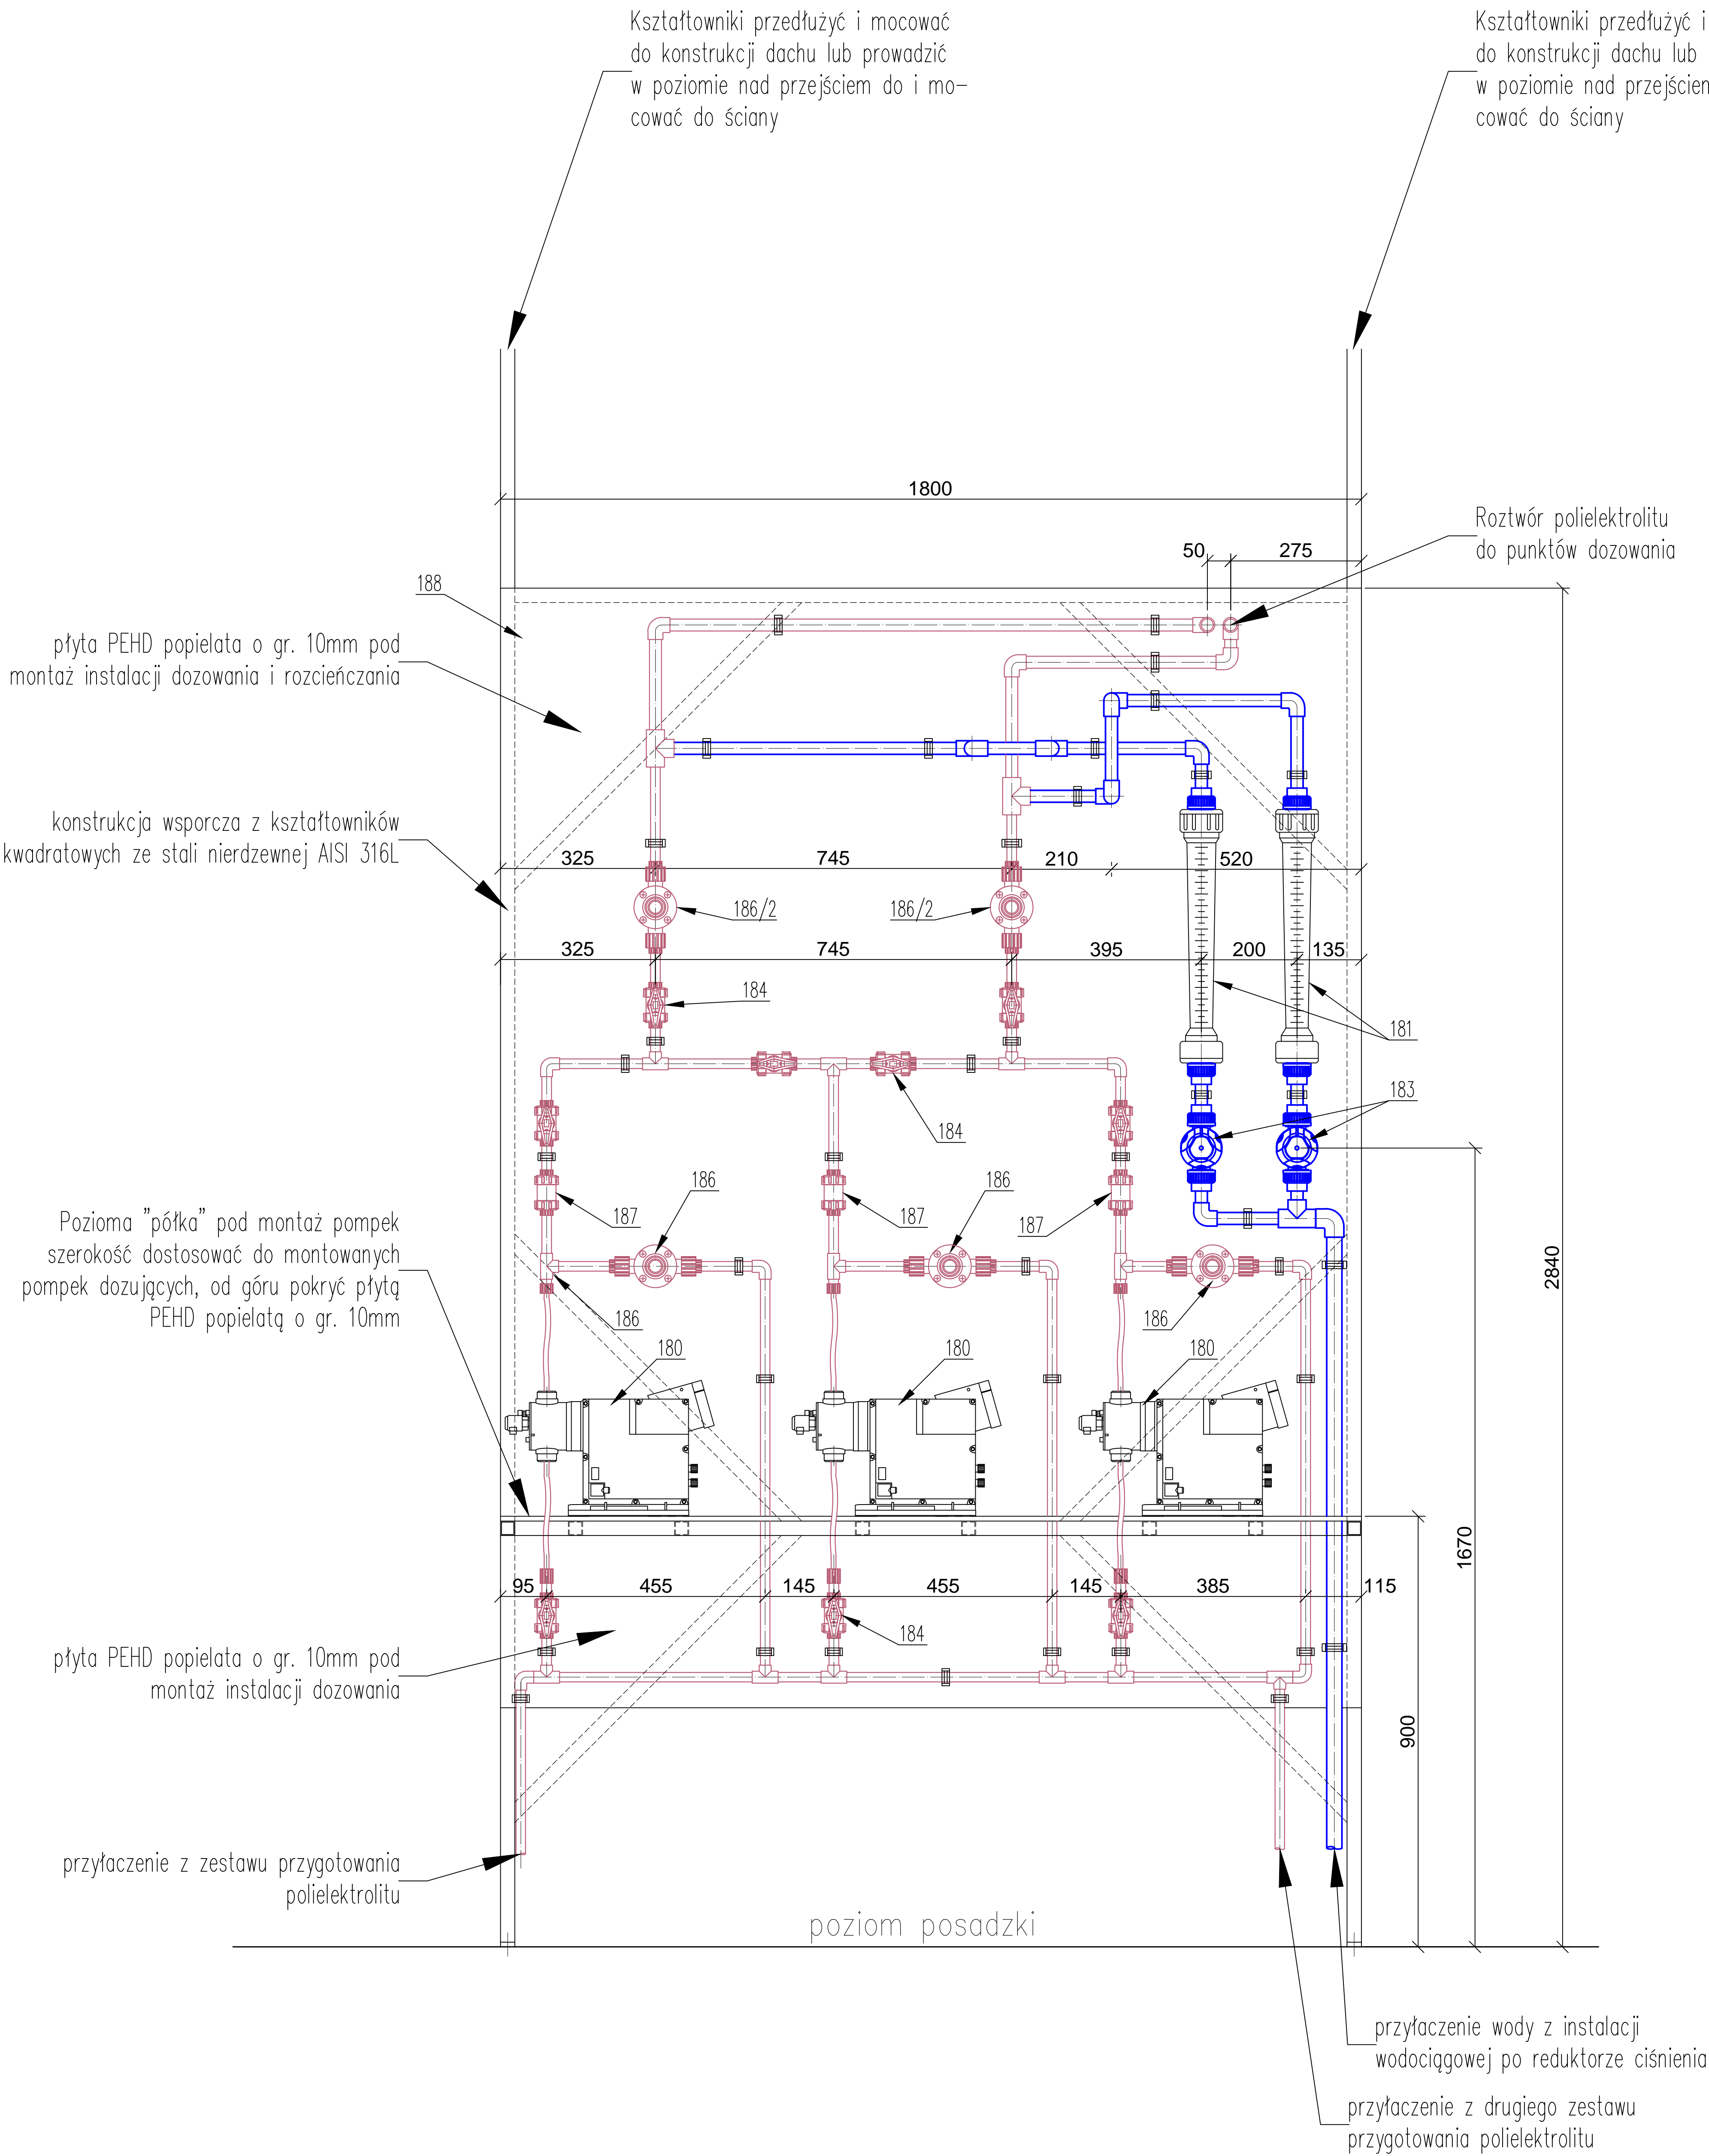 Kształtowniki przedłużyć i mocować
do konstrukcji dachu lub prowadzić
w poziomie nad przejściem do i mo-
cować do ściany
Kształtowniki przedłużyć i
do konstrukcji dachu lub
w poziomie nad przejściem
cować do ściany
1800
Roztwór polielektrolitu
do punktów dozowania
50
275
188
płyta PEHD popielata o gr. 10mm pod
montaż instalacji dozowania i rozcieńczania
konstrukcja wsporcza z kształtowników
kwadratowych ze stali nierdzewnej AISI 316L
325
745
210
520
186/2
186/2
325
745
395
200
135
184
181
183
184
186
186
187
187
187
Pozioma "półka" pod montaż pompek
szerokość dostosować do montowanych
pompek dozujących, od góru pokryć płytą
PEHD popielatą o gr. 10mm
2840
186
186
180
180
180
1670
95
455
145
455
145
385
115
184
płyta PEHD popielata o gr. 10mm pod
montaż instalacji dozowania
900
przyłaczenie z zestawu przygotowania
polielektrolitu
poziom posadzki
przyłaczenie wody z instalacji
wodociągowej po reduktorze ciśnienia
przyłaczenie z drugiego zestawu
przygotowania polielektrolitu